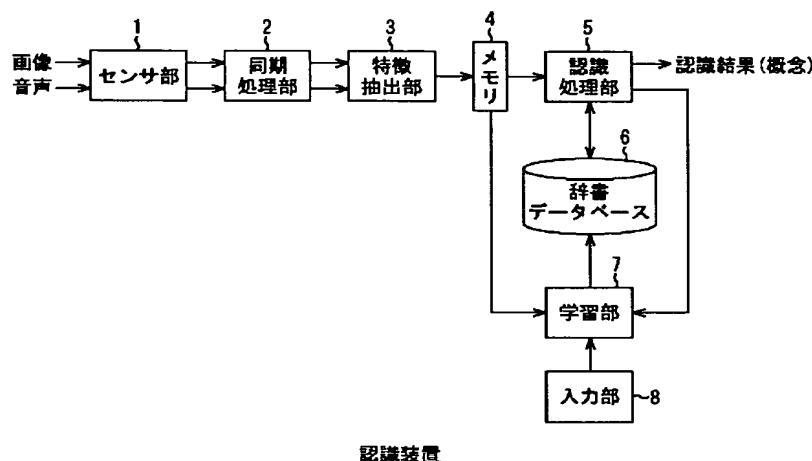 1
2
3
4
5
画像
音声
センサ部
同期
処理部
特徴
抽出部
メモリ
認識
処理部
認識結果(概念)
6
辞書
データベース
7
学習部
入力部
8
認識装置